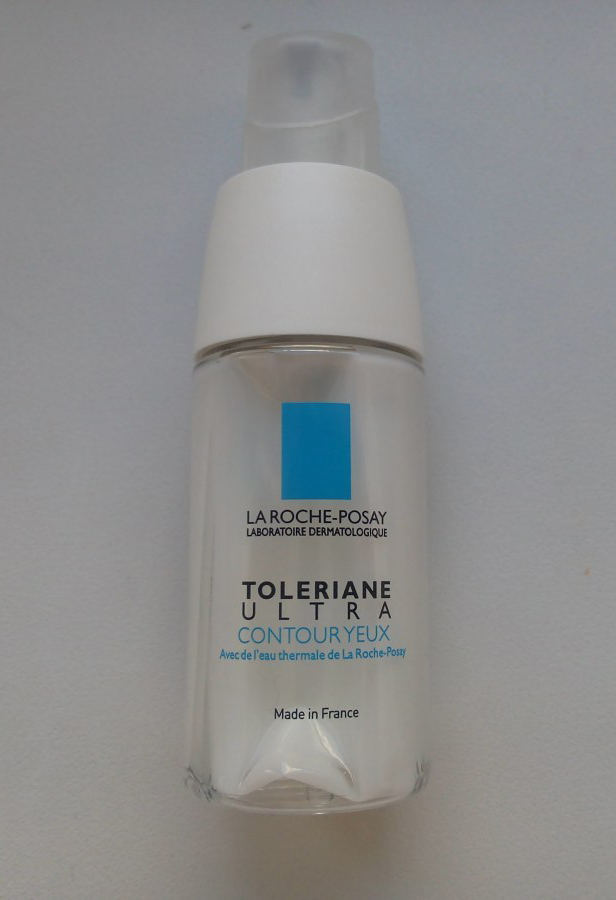 LA ROCHE-POSAY
LABORATOIRE DERMATOLOGIQUE
TOLERIANE
ULTRA
CONTOUR YEUX
Avec de l'eau thermale de La Roche-Posay
Made in France